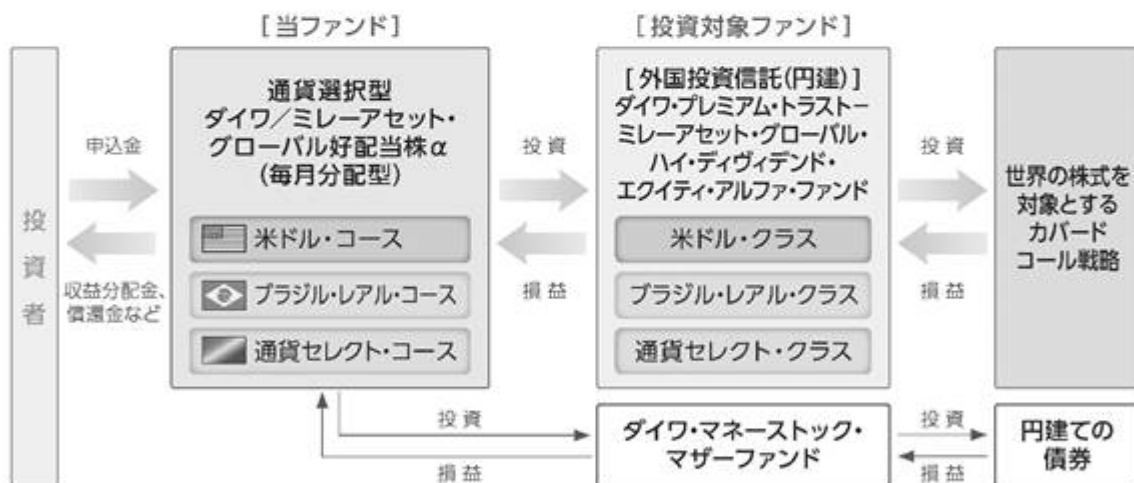 [当ファンド]
[投資対象ファンド]
投資者
申込金
収益分配金、
償還金など
通貨選択型
ダイワ／ミレーアセット・
グローバル好配当株α
(毎月分配型)
米ドル・コース
ブラジル・レアル・コース
通貨セレクト・コース
投資
損益
[外国投資信託(円建)]
ダイワ・プレミアム・トラスト－
ミレーアセット・グローバル・
ハイ・ディヴィデンド・
エクイティ・アルファ・ファンド
米ドル・クラス
ブラジル・レアル・クラス
通貨セレクト・クラス
投資
損益
世界の株式を
対象とする
カバード
コール戦略
投資
損益
ダイワ・マネーストック・
マザーファンド
投資
損益
円建ての
債券